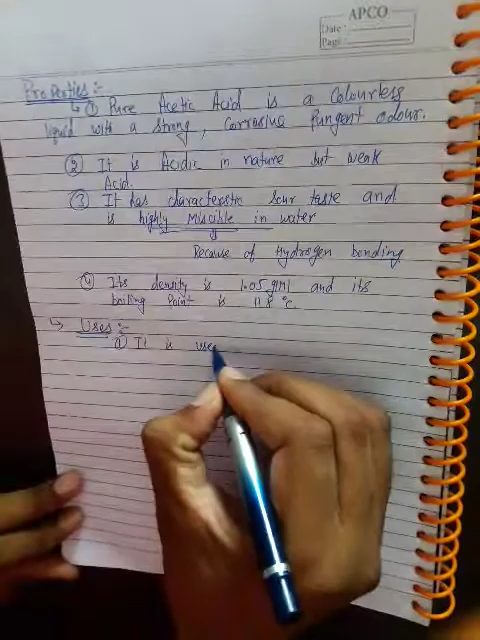 APCO
Date:
Page:
Properties:-
↳ ① Pure Acetic Acid is a Colourless
liquid with a strong, Corrosive Pungent odour.
② It is Acidic in nature but weak
Acid.
③ It has characterstic sour taste and
is highly Miscible in water
Because of Hydrogen bonding
④ Its density is 1.05 g/ml and its
boiling Point is 118 °C
↳ Uses:-
① It is use